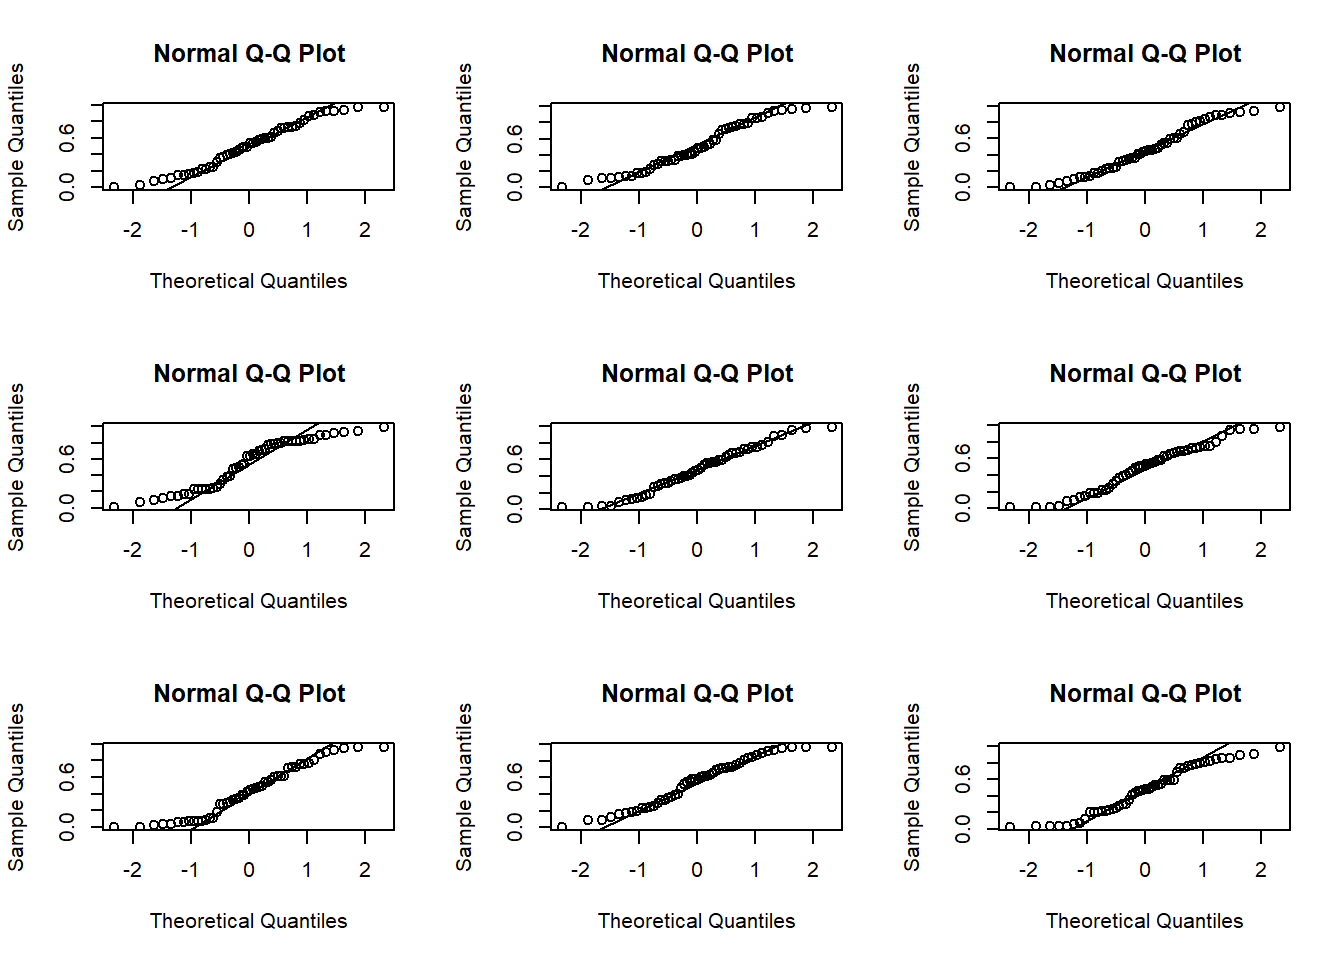 Normal Q-Q Plot
Sample Quantiles
0.0 0.6
-2 -1 0 1 2
Theoretical Quantiles
Normal Q-Q Plot
Sample Quantiles
0.0 0.6
-2 -1 0 1 2
Theoretical Quantiles
Normal Q-Q Plot
Sample Quantiles
0.0 0.6
-2 -1 0 1 2
Theoretical Quantiles
Normal Q-Q Plot
Sample Quantiles
0.0 0.6
-2 -1 0 1 2
Theoretical Quantiles
Normal Q-Q Plot
Sample Quantiles
0.0 0.6
-2 -1 0 1 2
Theoretical Quantiles
Normal Q-Q Plot
Sample Quantiles
0.0 0.6
-2 -1 0 1 2
Theoretical Quantiles
Normal Q-Q Plot
Sample Quantiles
0.0 0.6
-2 -1 0 1 2
Theoretical Quantiles
Normal Q-Q Plot
Sample Quantiles
0.0 0.6
-2 -1 0 1 2
Theoretical Quantiles
Normal Q-Q Plot
Sample Quantiles
0.0 0.6
-2 -1 0 1 2
Theoretical Quantiles